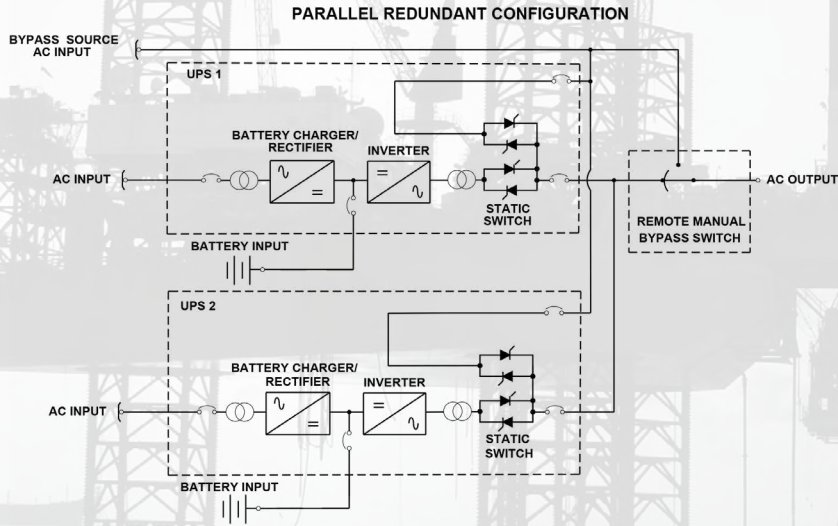 PARALLEL REDUNDANT CONFIGURATION
BYPASS SOURCE
AC INPUT
UPS 1
BATTERY CHARGER/
RECTIFIER
INVERTER
AC INPUT
AC OUTPUT
STATIC
SWITCH
REMOTE MANUAL
BYPASS SWITCH
BATTERY INPUT
UPS 2
BATTERY CHARGER/
RECTIFIER
INVERTER
AC INPUT
STATIC
SWITCH
BATTERY INPUT